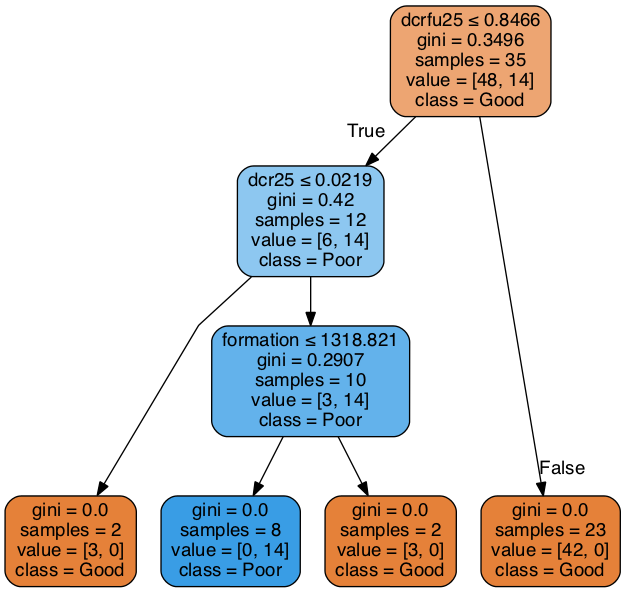 dcrfu25 ≤ 0.8466
gini = 0.3496
samples = 35
value = [48, 14]
class = Good
True
dcr25 ≤ 0.0219
gini = 0.42
samples = 12
value = [6, 14]
class = Poor
formation ≤ 1318.821
gini = 0.2907
samples = 10
value = [3, 14]
class = Poor
False
gini = 0.0
samples = 2
value = [3, 0]
class = Good
gini = 0.0
samples = 8
value = [0, 14]
class = Poor
gini = 0.0
samples = 2
value = [3, 0]
class = Good
gini = 0.0
samples = 23
value = [42, 0]
class = Good